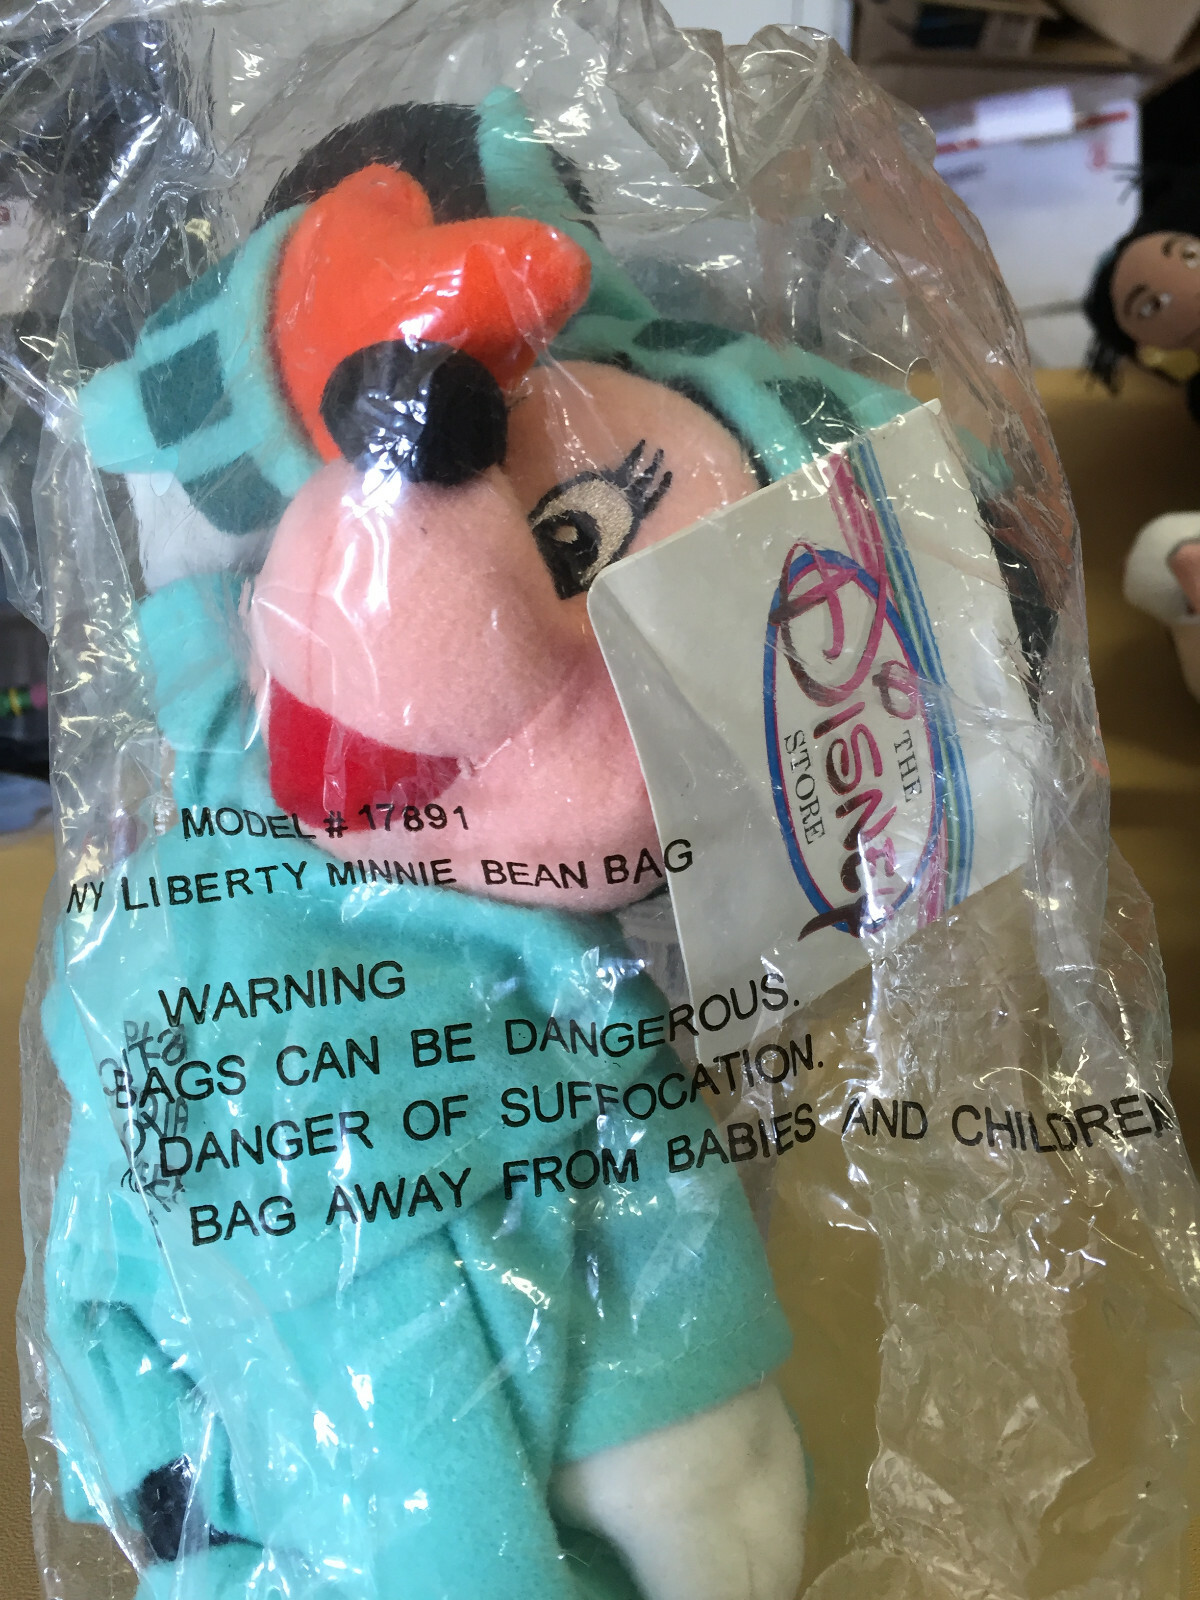 THE
DISNEY
STORE
MODEL # 17891
NY LIBERTY MINNIE BEAN BAG
WARNING
BAGS CAN BE DANGEROUS.
DANGER OF SUFFOCATION.
BAG AWAY FROM BABIES AND CHILDREN